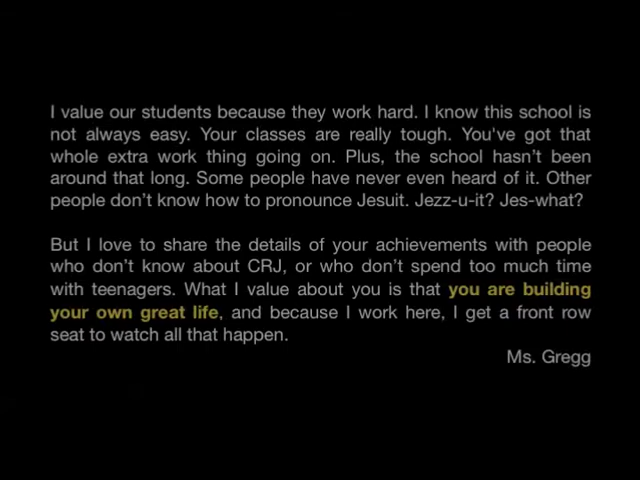 I value our students because they work hard. I know this school is
not always easy. Your classes are really tough. You've got that
whole extra work thing going on. Plus, the school hasn't been
around that long. Some people have never even heard of it. Other
people don't know how to pronounce Jesuit. Jezz-u-it? Jes-what?
But I love to share the details of your achievements with people
who don't know about CRJ, or who don't spend too much time
with teenagers. What I value about you is that you are building
your own great life, and because I work here, I get a front row
seat to watch all that happen.
Ms. Gregg